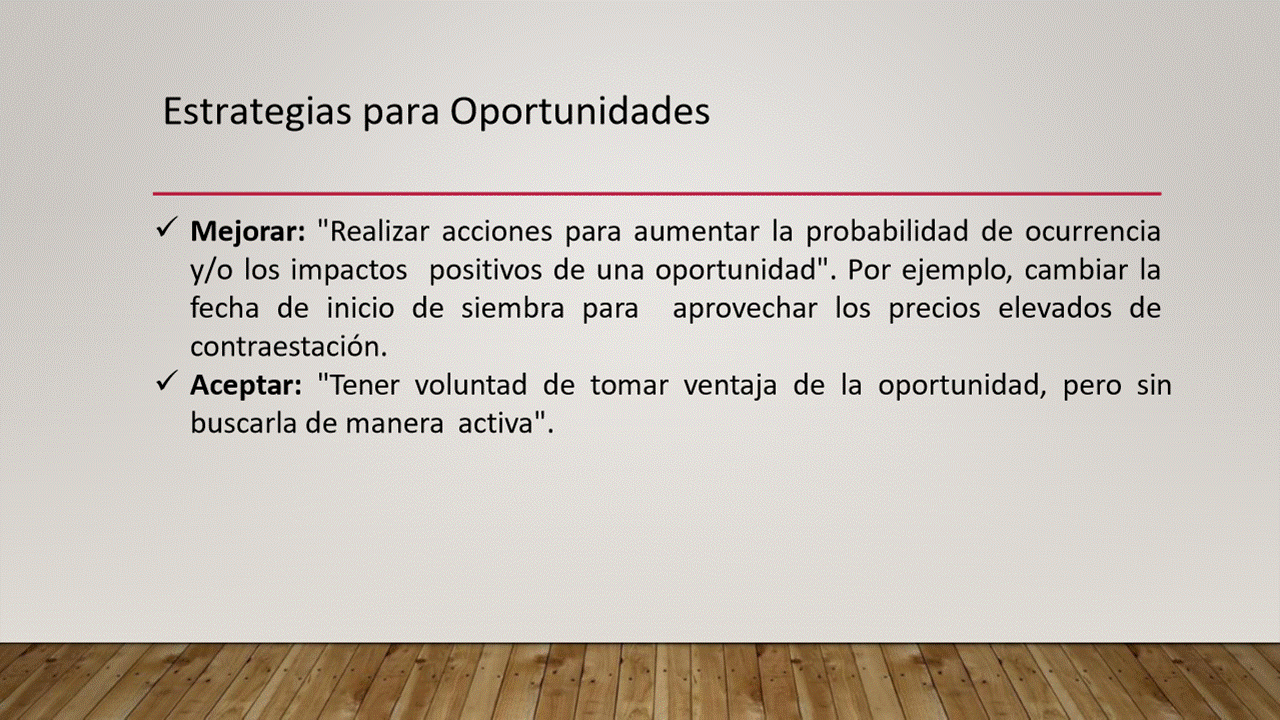 Estrategias para Oportunidades
✓ Mejorar: "Realizar acciones para aumentar la probabilidad de ocurrencia
y/o los impactos positivos de una oportunidad". Por ejemplo, cambiar la
fecha de inicio de siembra para aprovechar los precios elevados de
contraestación.
✓ Aceptar: "Tener voluntad de tomar ventaja de la oportunidad, pero sin
buscarla de manera activa".